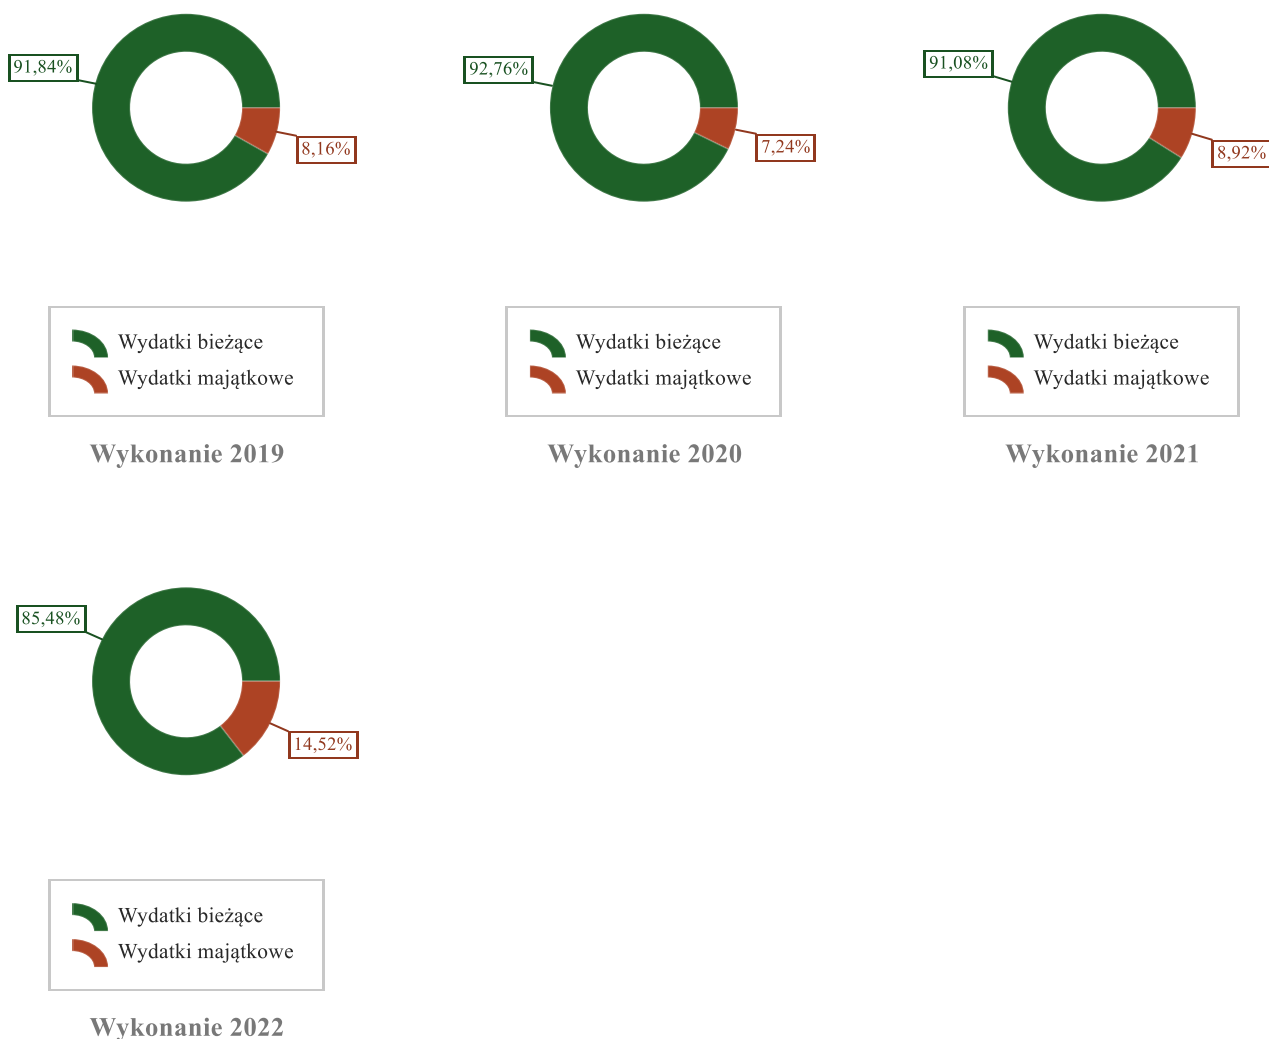 91,84%
8,16%
Wydatki bieżące
Wydatki majątkowe
Wykonanie 2019
92,76%
7,24%
Wydatki bieżące
Wydatki majątkowe
Wykonanie 2020
91,08%
8,92%
Wydatki bieżące
Wydatki majątkowe
Wykonanie 2021
85,48%
14,52%
Wydatki bieżące
Wydatki majątkowe
Wykonanie 2022